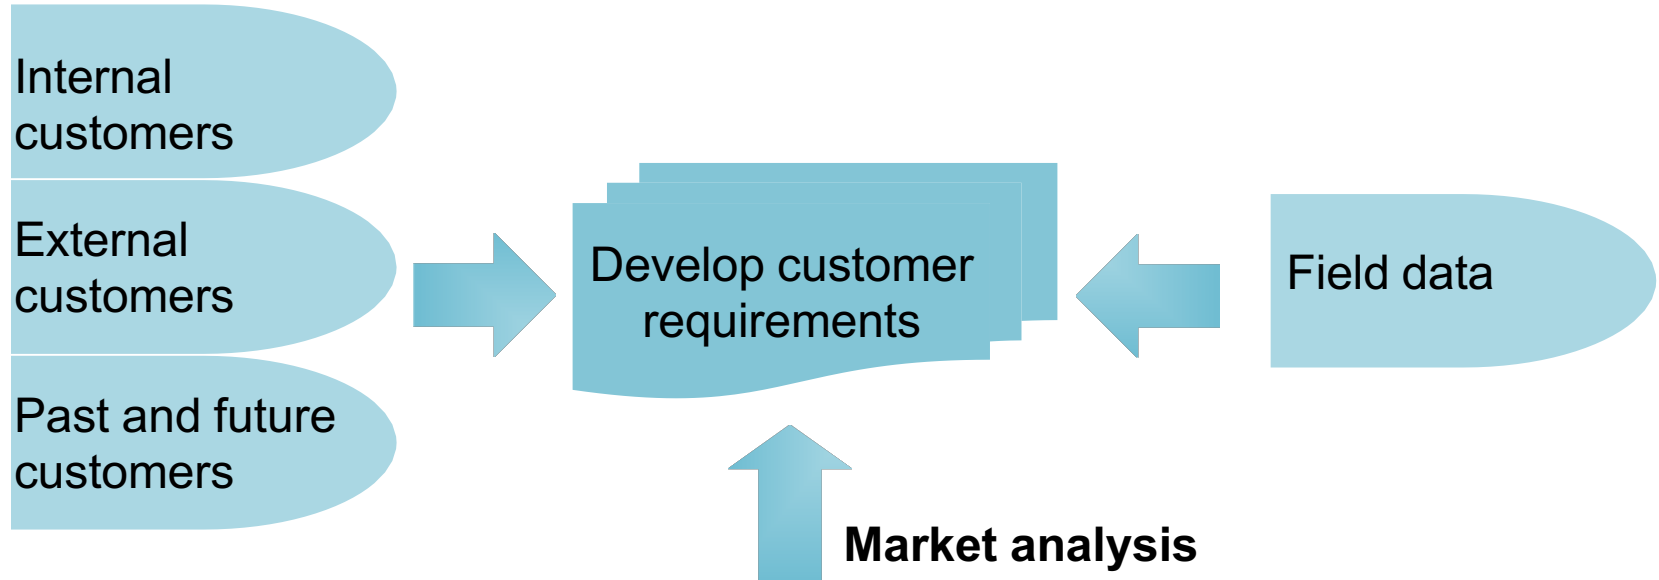 Internal
customers
External
customers
Past and future
customers
Develop customer
requirements
Field data
Market analysis